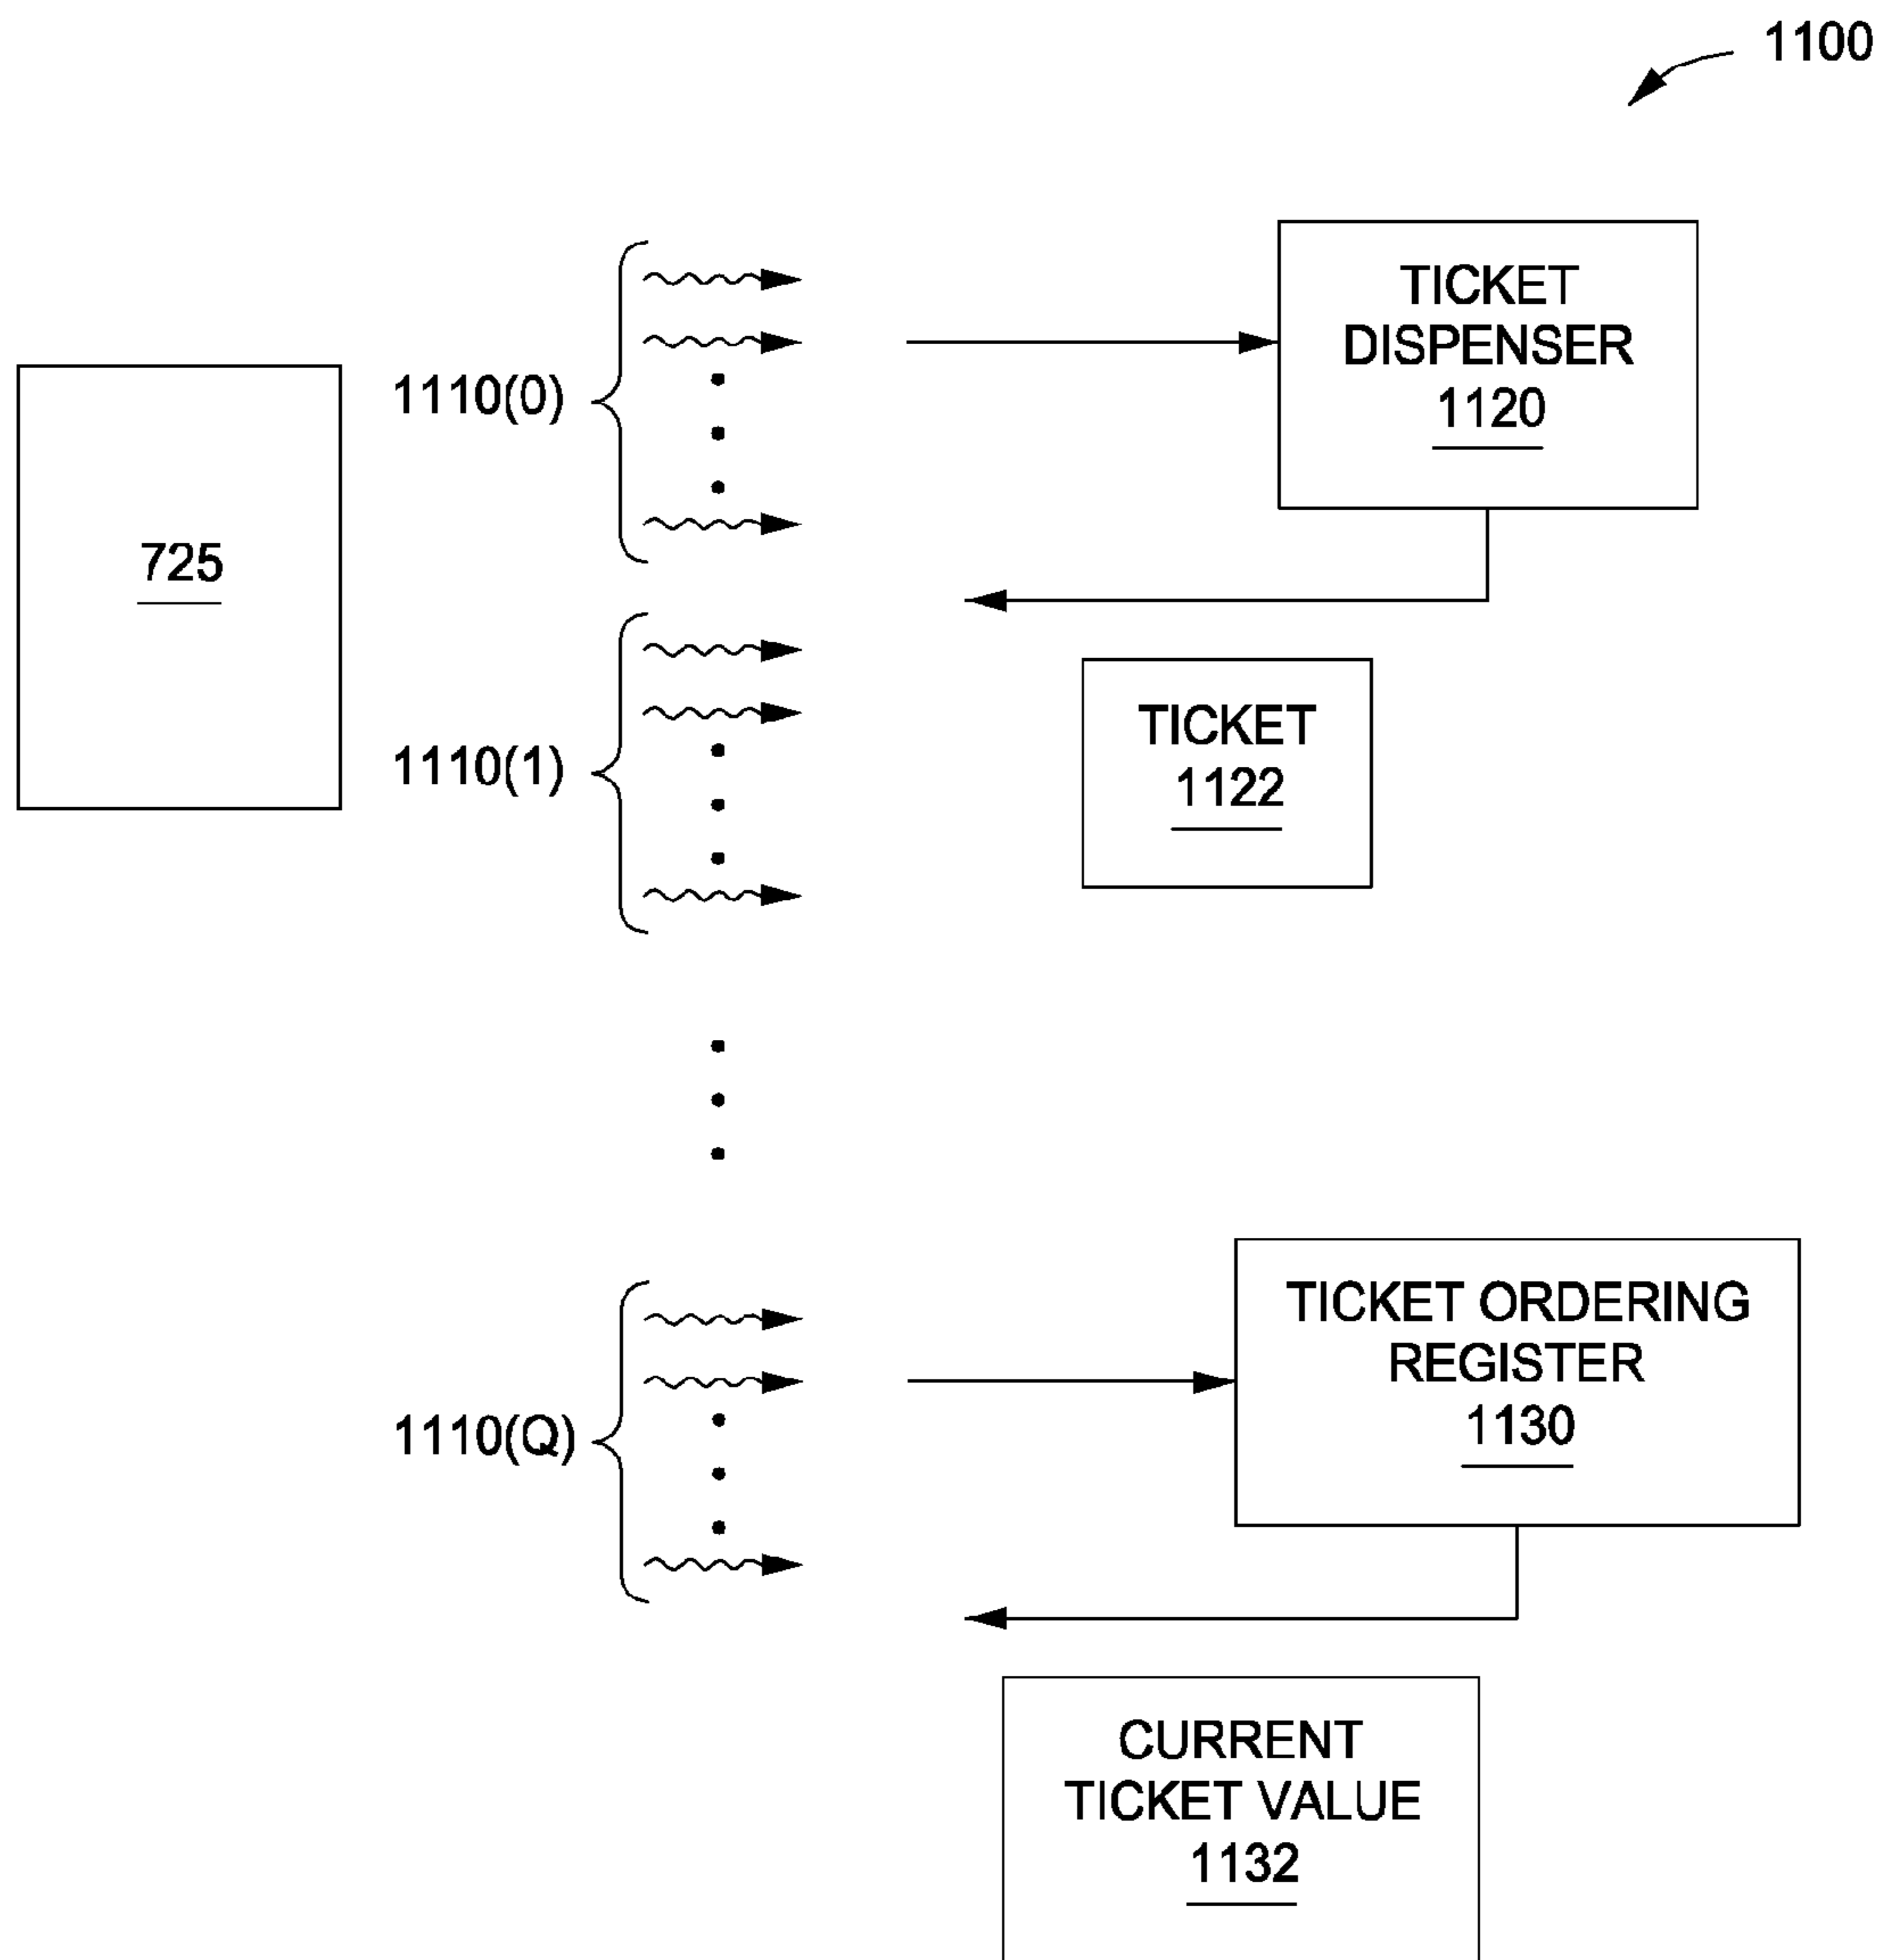 1100
TICKET
DISPENSER
1120
1110(0)
725
TICKET
1122
1110(1)
TICKET ORDERING
REGISTER
1130
1110(Q)
CURRENT
TICKET VALUE
1132